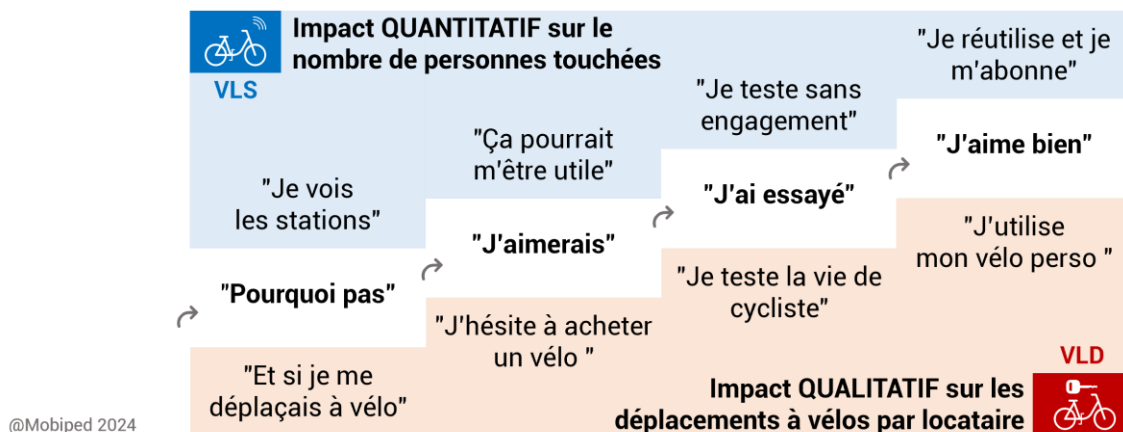 Impact QUANTITATIF sur le
nombre de personnes touchées
VLS
"Je vois
les stations"
"Ça pourrait
m'être utile"
"Je teste sans
engagement"
"Je réutilise et je
m'abonne"
"Pourquoi pas"
"J'aimerais"
"J'ai essayé"
"J'aime bien"
"Et si je me
déplaçais à vélo"
"J'hésite à acheter
un vélo "
"Je teste la vie de
cycliste"
"J'utilise
mon vélo perso "
VLD
Impact QUALITATIF sur les
déplacements à vélos par locataire
@Mobiped 2024